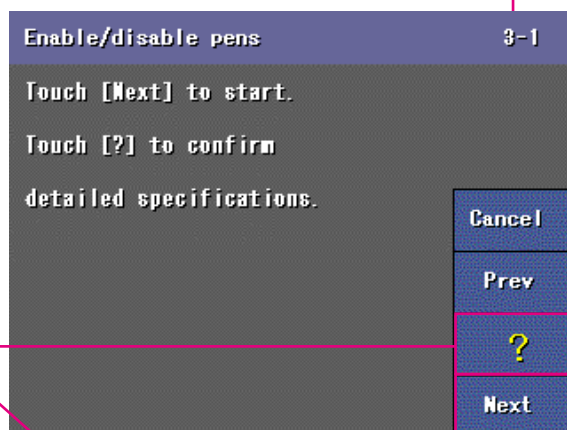 Enable/disable pens 3-1
Touch [Next] to start.
Touch [?] to confirm
detailed specifications.
Cancel
Prev
?
Next